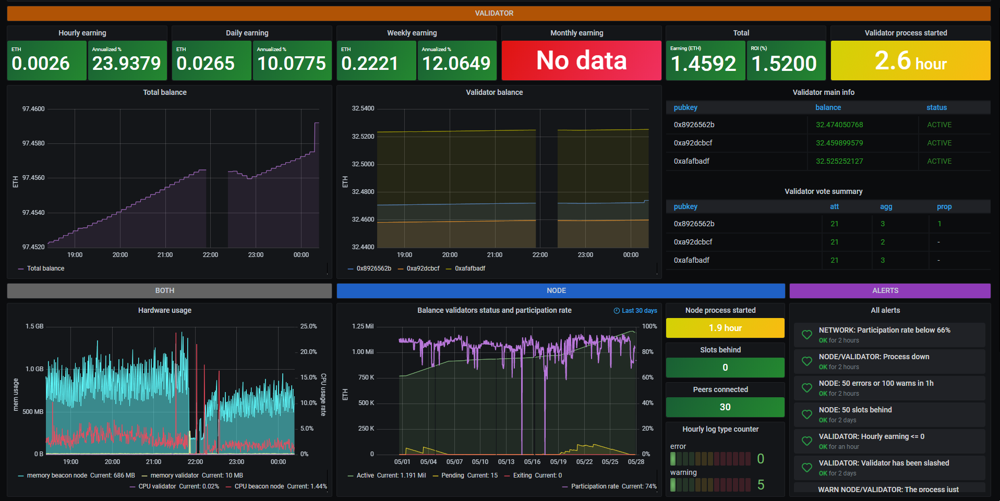 VALIDATOR
Hourly earning
ETH
0.0026
Annualized %
23.9379
Daily earning
ETH
0.0265
Annualized %
10.0775
Weekly earning
ETH
0.2221
Annualized %
12.0649
Monthly earning
No data
Total
Earning (ETH)
1.4592
ROI (%)
1.5200
Validator process started
2.6 hour
Total balance
97.4600
97.4580
97.4560
97.4540
97.4520
ETH
19:00 20:00 21:00 22:00 23:00 00:00
Total balance
Validator balance
32.5400
32.5200
32.5000
32.4800
32.4600
32.4400
ETH
19:00 20:00 21:00 22:00 23:00 00:00
0x8926562b 0xa92dcbcf 0xafafbadf
Validator main info
pubkey balance status
0x8926562b 32.474050768 ACTIVE
0xa92dcbcf 32.459899579 ACTIVE
0xafafbadf 32.525252127 ACTIVE
Validator vote summary
pubkey att agg prop
0x8926562b 21 3 1
0xa92dcbcf 21 2 -
0xafafbadf 21 3 -
BOTH
Hardware usage
1.5 GB
1.0 GB
500 MB
0 B
mem usage
25.0%
20.0%
15.0%
10.0%
5.0%
0%
CPU usage rate
19:00 20:00 21:00 22:00 23:00 00:00
memory beacon node Current: 686 MB memory validator Current: 10 MB
CPU validator Current: 0.02% CPU beacon node Current: 1.44%
NODE
Balance validators status and participation rate
Last 30 days
1.25 Mil
1.00 Mil
750 K
500 K
250 K
0
ETH
100%
80%
60%
40%
20%
0%
05/01 05/04 05/07 05/10 05/13 05/16 05/19 05/22 05/25 05/28
Active Current: 1.191 Mil Pending Current: 15 Exiting Current: 0
Participation rate Current: 74%
Node process started
1.9 hour
Slots behind
0
Peers connected
30
Hourly log type counter
error
0
warning
5
ALERTS
All alerts
NETWORK: Participation rate below 66%
OK for 2 hours
NODE/VALIDATOR: Process down
OK for 2 hours
NODE: 50 errors or 100 warns in 1h
OK for 2 hours
NODE: 50 slots behind
OK for 2 days
VALIDATOR: Hourly earning <= 0
OK for an hour
VALIDATOR: Validator has been slashed
OK for 2 days
WARN NODE/VALIDATOR: The process just